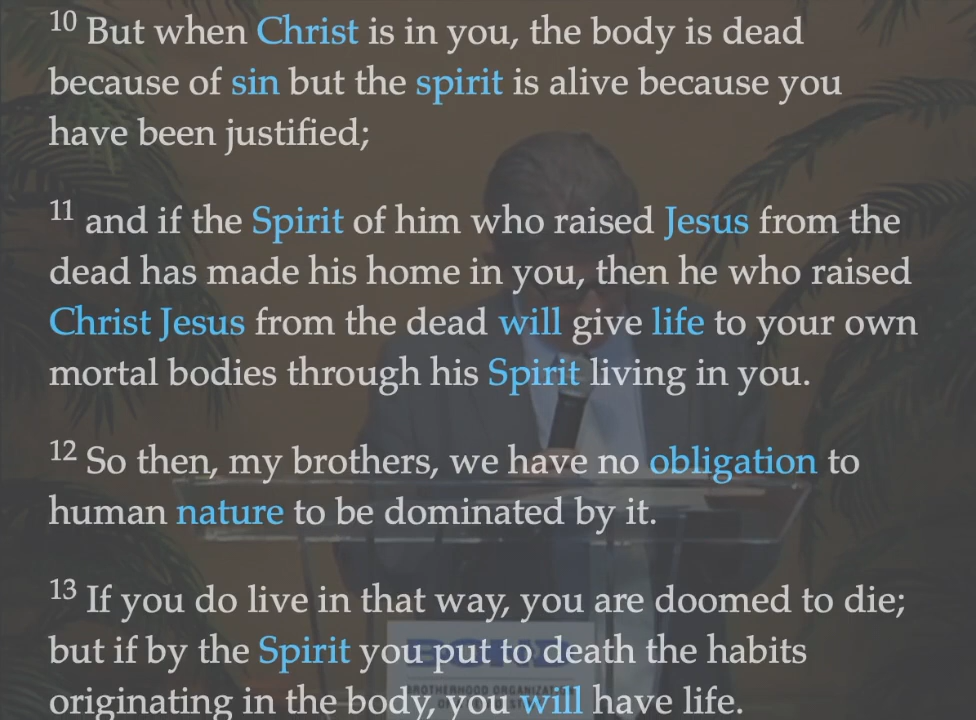 10 But when Christ is in you, the body is dead
because of sin but the spirit is alive because you
have been justified;
11 and if the Spirit of him who raised Jesus from the
dead has made his home in you, then he who raised
Christ Jesus from the dead will give life to your own
mortal bodies through his Spirit living in you.
12 So then, my brothers, we have no obligation to
human nature to be dominated by it.
13 If you do live in that way, you are doomed to die;
but if by the Spirit you put to death the habits
originating in the body, you will have life.
BROTHERHOOD ORGANIZAT